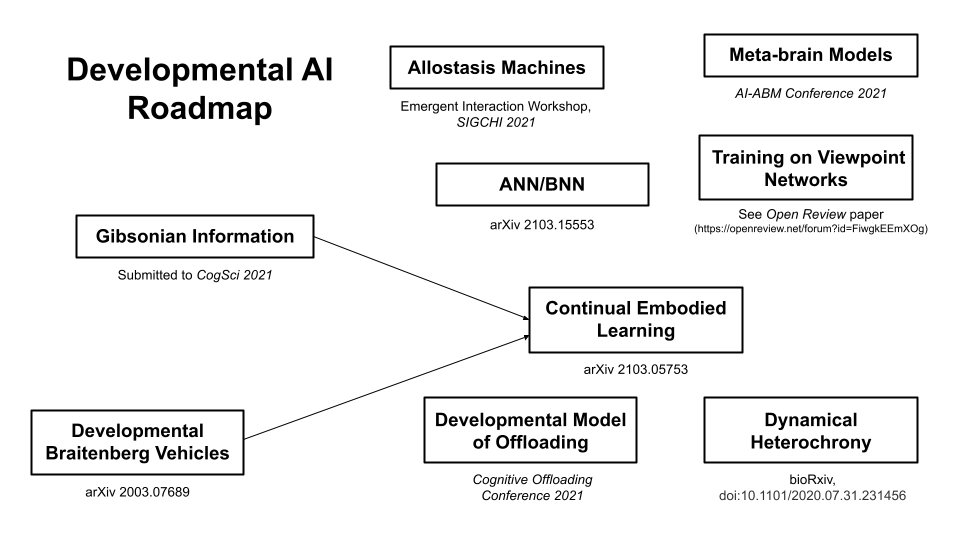 Developmental AI
Roadmap
Allostasis Machines
Emergent Interaction Workshop,
SIGCHI 2021
Meta-brain Models
AI-ABM Conference 2021
ANN/BNN
arXiv 2103.15553
Training on Viewpoint
Networks
See Open Review paper
(https://openreview.net/forum?id=FiwgkEEmXOg)
Gibsonian Information
Submitted to CogSci 2021
Continual Embodied
Learning
arXiv 2103.05753
Developmental
Braitenberg Vehicles
arXiv 2003.07689
Developmental Model
of Offloading
Cognitive Offloading
Conference 2021
Dynamical
Heterochrony
bioRxiv,
doi:10.1101/2020.07.31.231456